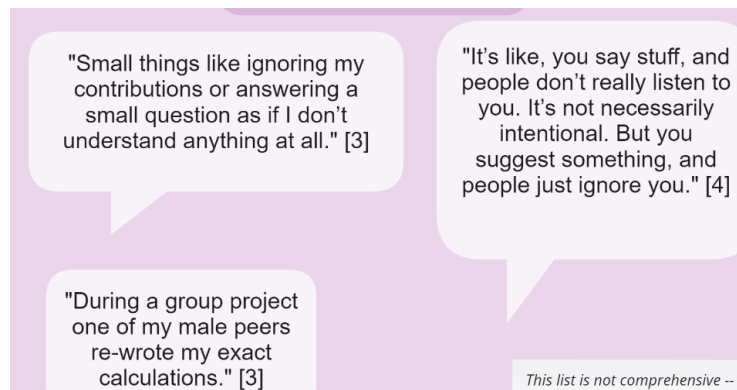 "Small things like ignoring my
contributions or answering a
small question as if I don’t
understand anything at all." [3]
"It’s like, you say stuff, and
people don’t really listen to
you. It’s not necessarily
intentional. But you
suggest something, and
people just ignore you." [4]
"During a group project
one of my male peers
re-wrote my exact
calculations." [3]
This list is not comprehensive --